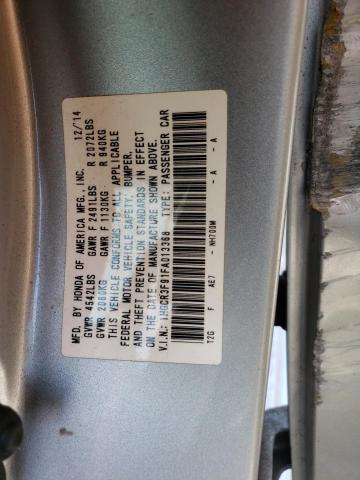 MFD. BY HONDA OF AMERICA MFG., INC. 12/'14
GVWR 4542LBS GAWR F 2491LBS R 2072LBS
GVWR 2060KG GAWR F 1130KG R 940KG
THIS VEHICLE CONFORMS TO ALL APPLICABLE
FEDERAL MOTOR VEHICLE SAFETY, BUMPER,
AND THEFT PREVENTION STANDARDS IN EFFECT
ON THE DATE OF MANUFACTURE SHOWN ABOVE.
V.I.N.: 1HGCR3F91FA013368 TYPE: PASSENGER CAR
T2G F AE7 - NH700M - A - A